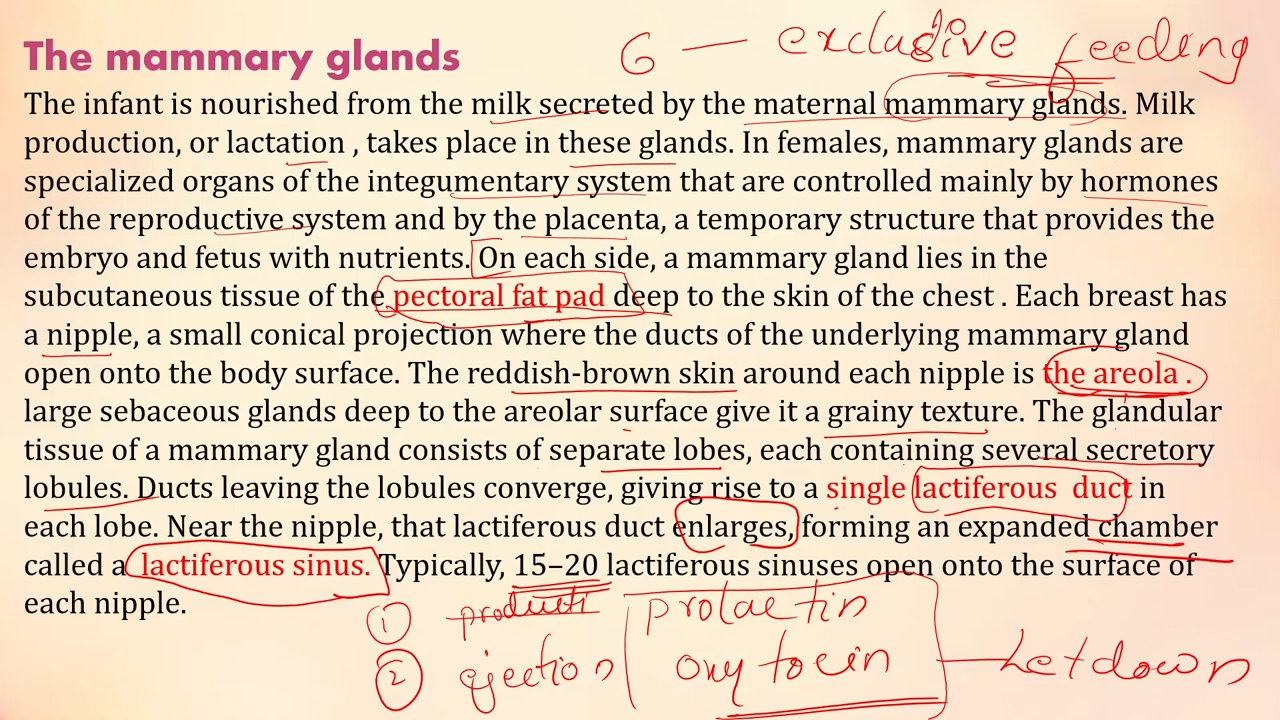 6 — exclusive feeding
The mammary glands
The infant is nourished from the milk secreted by the maternal mammary glands. Milk
production, or lactation , takes place in these glands. In females, mammary glands are
specialized organs of the integumentary system that are controlled mainly by hormones
of the reproductive system and by the placenta, a temporary structure that provides the
embryo and fetus with nutrients. On each side, a mammary gland lies in the
subcutaneous tissue of the pectoral fat pad deep to the skin of the chest . Each breast has
a nipple, a small conical projection where the ducts of the underlying mammary gland
open onto the body surface. The reddish-brown skin around each nipple is the areola .
large sebaceous glands deep to the areolar surface give it a grainy texture. The glandular
tissue of a mammary gland consists of separate lobes, each containing several secretory
lobules. Ducts leaving the lobules converge, giving rise to a single lactiferous duct in
each lobe. Near the nipple, that lactiferous duct enlarges, forming an expanded chamber
called a lactiferous sinus. Typically, 15–20 lactiferous sinuses open onto the surface of
each nipple.
1 producti prolactin
2 ejection oxytocin — Letdown